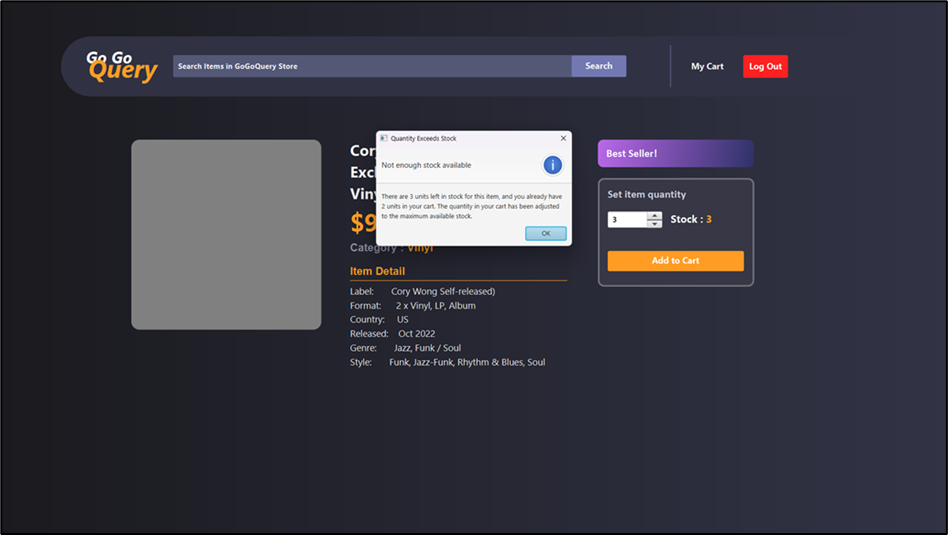 Go Go
Query
Search Items in GoGoQuery Store
Search
My Cart
Log Out
Quantity Exceeds Stock
Not enough stock available
There are 3 units left in stock for this item, and you already have
2 units in your cart. The quantity in your cart has been adjusted
to the maximum available stock.
OK
$9
Category : Vinyl
Item Detail
Label: Cory Wong Self-released)
Format: 2 x Vinyl, LP, Album
Country: US
Released: Oct 2022
Genre: Jazz, Funk / Soul
Style: Funk, Jazz-Funk, Rhythm & Blues, Soul
Best Seller!
Set item quantity
3
Stock : 3
Add to Cart